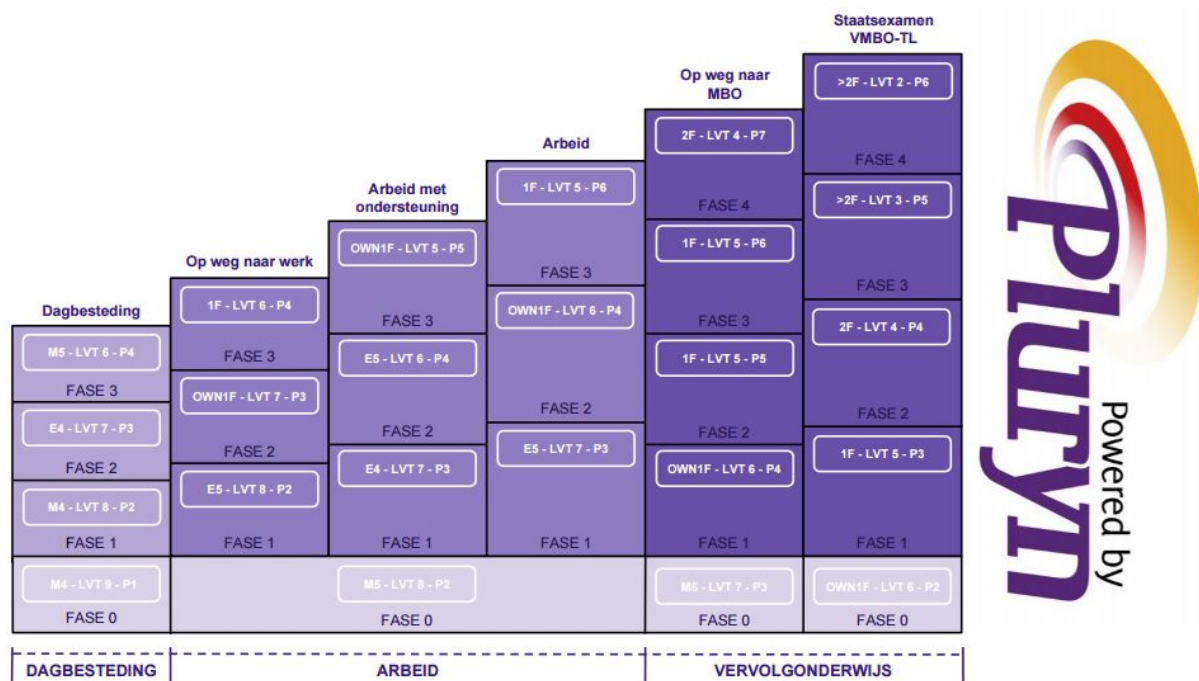 Staatsexamen
VMBO-TL
>2F - LVT 2 - P6
FASE 4
>2F - LVT 3 - P5
FASE 3
2F - LVT 4 - P4
FASE 2
1F - LVT 5 - P3
FASE 1
OWN1F - LVT 6 - P2
FASE 0
Op weg naar
MBO
2F - LVT 4 - P7
FASE 4
1F - LVT 5 - P6
FASE 3
1F - LVT 5 - P5
FASE 2
OWN1F - LVT 6 - P4
FASE 1
M6 - LVT 7 - P3
FASE 0
Arbeid
1F - LVT 5 - P6
FASE 3
OWN1F - LVT 6 - P4
FASE 2
E5 - LVT 7 - P3
FASE 1
Arbeid met
ondersteuning
OWN1F - LVT 5 - P5
FASE 3
E5 - LVT 6 - P4
FASE 2
E4 - LVT 7 - P3
FASE 1
Op weg naar werk
1F - LVT 6 - P4
FASE 3
OWN1F - LVT 7 - P3
FASE 2
E5 - LVT 8 - P2
FASE 1
M5 - LVT 8 - P2
FASE 0
Dagbesteding
M5 - LVT 6 - P4
FASE 3
E4 - LVT 7 - P3
FASE 2
M4 - LVT 8 - P2
FASE 1
M4 - LVT 9 - P1
FASE 0
DAGBESTEDING
ARBEID
VERVOLGONDERWIJS
Powered by
Pluryn